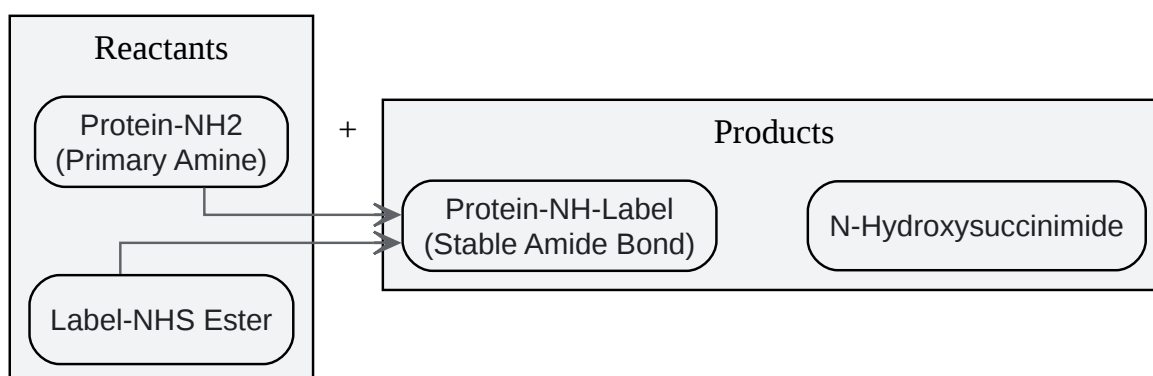 Reactants
Protein-NH2
(Primary Amine)
Label-NHS Ester
+
Products
Protein-NH-Label
(Stable Amide Bond)
N-Hydroxysuccinimide